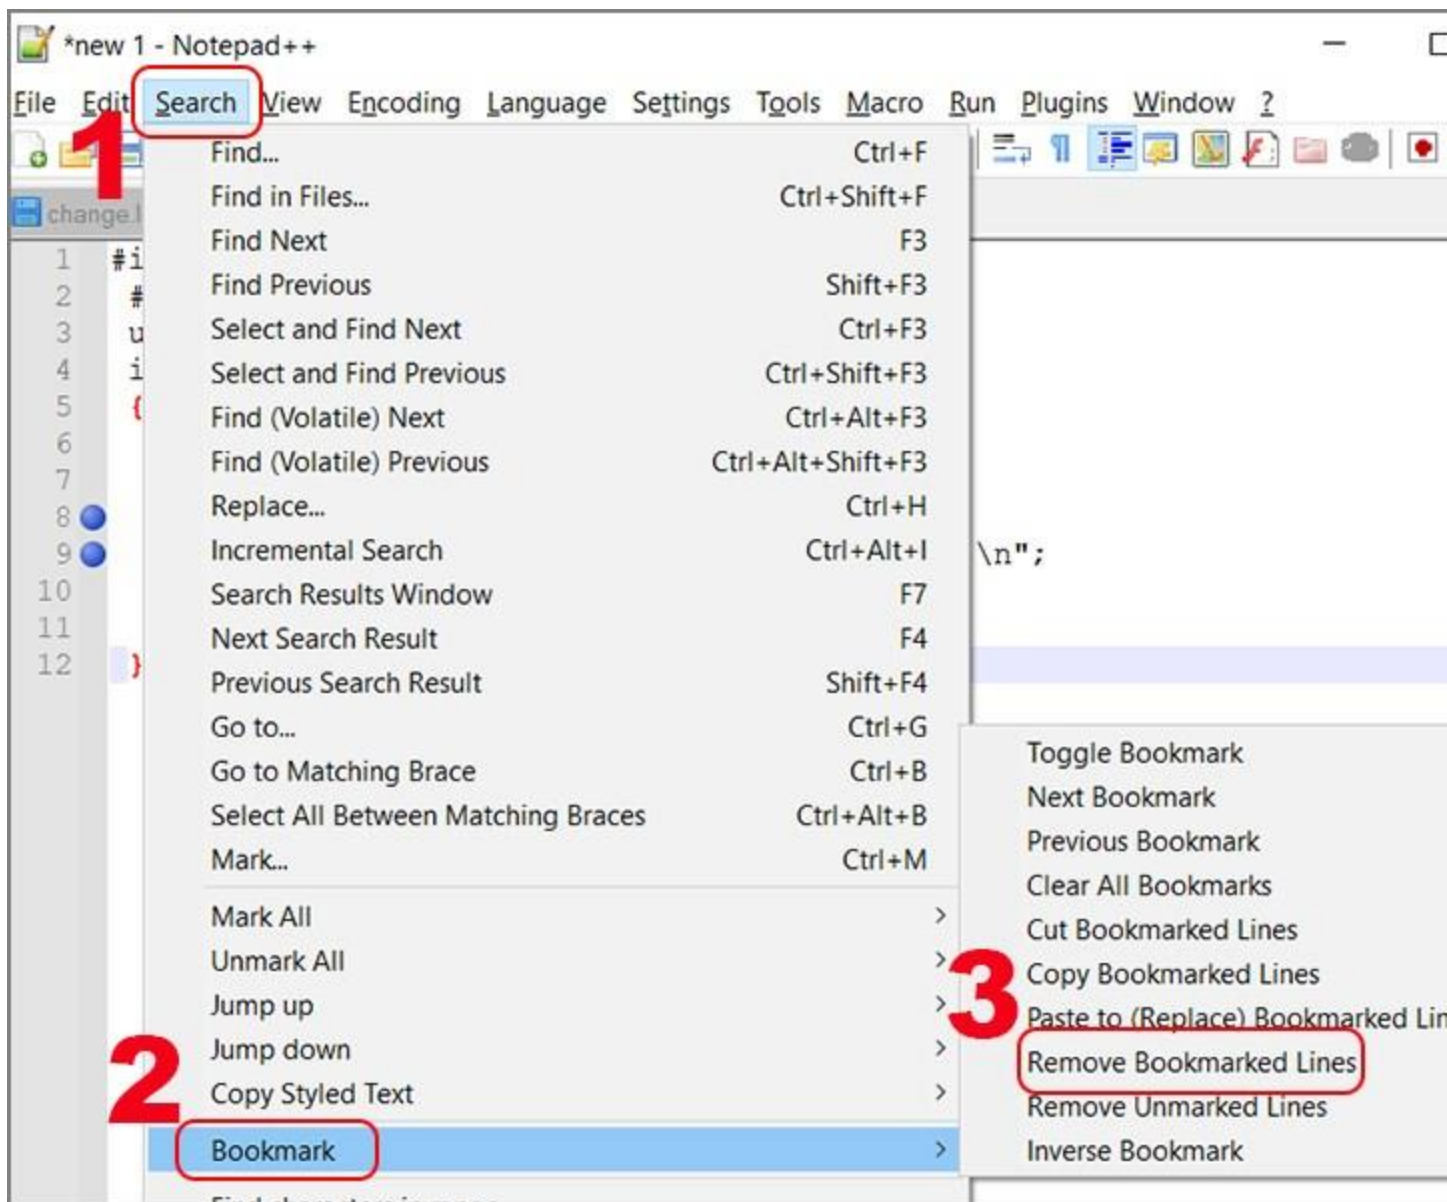 *new 1 - Notepad++
File Edit Search View Encoding Language Settings Tools Macro Run Plugins Window ?
1
change.l
Find... Ctrl+F
Find in Files... Ctrl+Shift+F
Find Next F3
Find Previous Shift+F3
Select and Find Next Ctrl+F3
Select and Find Previous Ctrl+Shift+F3
Find (Volatile) Next Ctrl+Alt+F3
Find (Volatile) Previous Ctrl+Alt+Shift+F3
Replace... Ctrl+H
Incremental Search Ctrl+Alt+I
Search Results Window F7
Next Search Result F4
Previous Search Result Shift+F4
Go to... Ctrl+G
Go to Matching Brace Ctrl+B
Select All Between Matching Braces Ctrl+Alt+B
Mark... Ctrl+M
Mark All >
Unmark All >
Jump up >
Jump down >
Copy Styled Text >
2
Bookmark >
1 #i
2 #
3 u
4 i
5 {
6
7
8
9 \n";
10
11
12 }
Toggle Bookmark
Next Bookmark
Previous Bookmark
Clear All Bookmarks
Cut Bookmarked Lines
Copy Bookmarked Lines
3
Paste to (Replace) Bookmarked Lin
Remove Bookmarked Lines
Remove Unmarked Lines
Inverse Bookmark